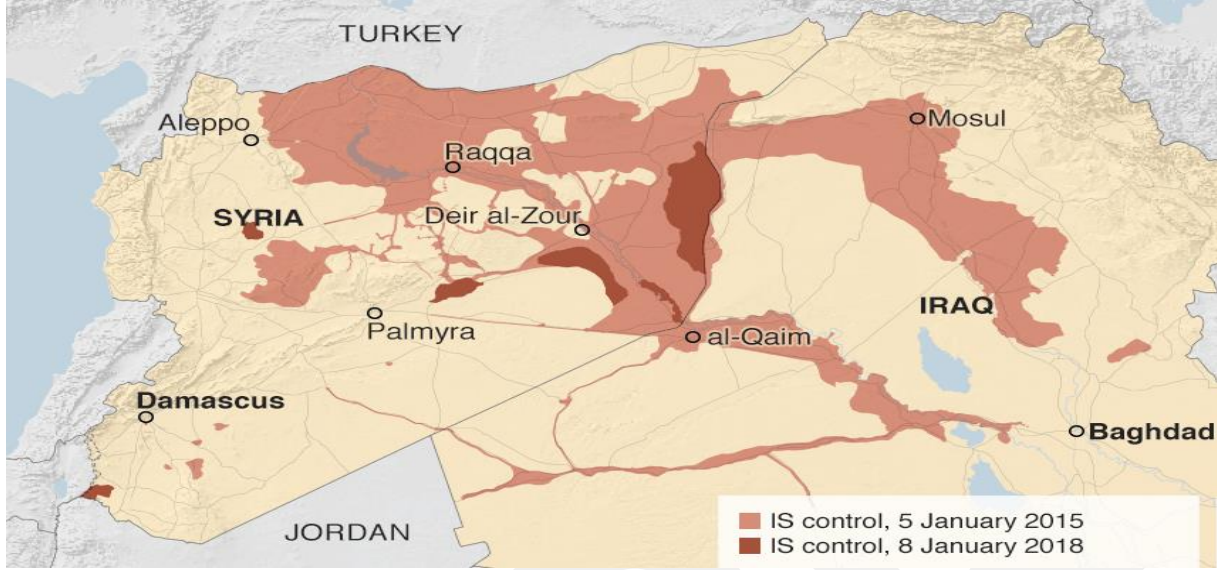 TURKEY
Aleppo
Mosul
Raqqa
SYRIA
Deir al-Zour
IRAQ
Palmyra
al-Qaim
Damascus
Baghdad
JORDAN
IS control, 5 January 2015
IS control, 8 January 2018